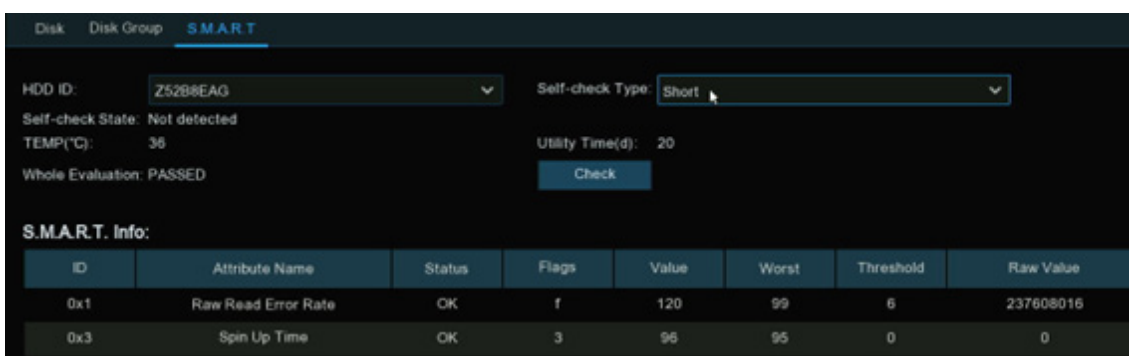 Disk Disk Group S.M.A.R.T
HDD ID: Z52B8EAG Self-check Type: Short
Self-check State: Not detected
TEMP(℃): 36 Utility Time(d): 20
Whole Evaluation: PASSED Check
S.M.A.R.T. Info:
ID Attribute Name Status Flags Value Worst Threshold Raw Value
0x1 Raw Read Error Rate OK f 120 99 6 237608016
0x3 Spin Up Time OK 3 96 95 0 0